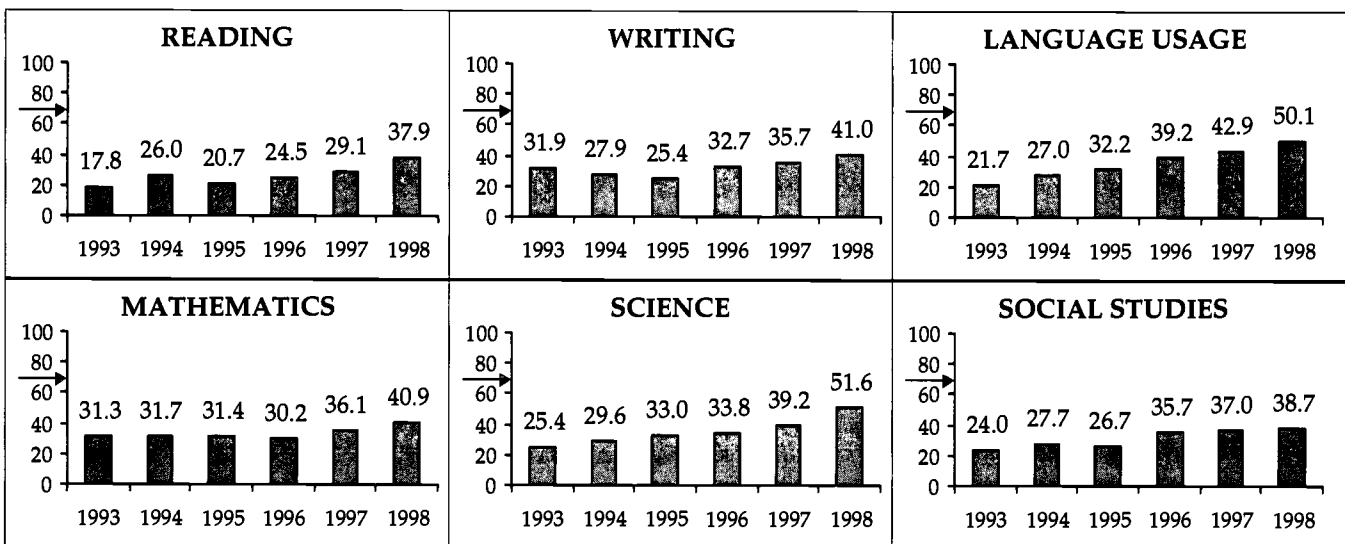 READING
100
80
60
40
20
0
17.8 26.0 20.7 24.5 29.1 37.9
1993 1994 1995 1996 1997 1998
WRITING
100
80
60
40
20
0
31.9 27.9 25.4 32.7 35.7 41.0
1993 1994 1995 1996 1997 1998
LANGUAGE USAGE
100
80
60
40
20
0
21.7 27.0 32.2 39.2 42.9 50.1
1993 1994 1995 1996 1997 1998
MATHEMATICS
100
80
60
40
20
0
31.3 31.7 31.4 30.2 36.1 40.9
1993 1994 1995 1996 1997 1998
SCIENCE
100
80
60
40
20
0
25.4 29.6 33.0 33.8 39.2 51.6
1993 1994 1995 1996 1997 1998
SOCIAL STUDIES
100
80
60
40
20
0
24.0 27.7 26.7 35.7 37.0 38.7
1993 1994 1995 1996 1997 1998